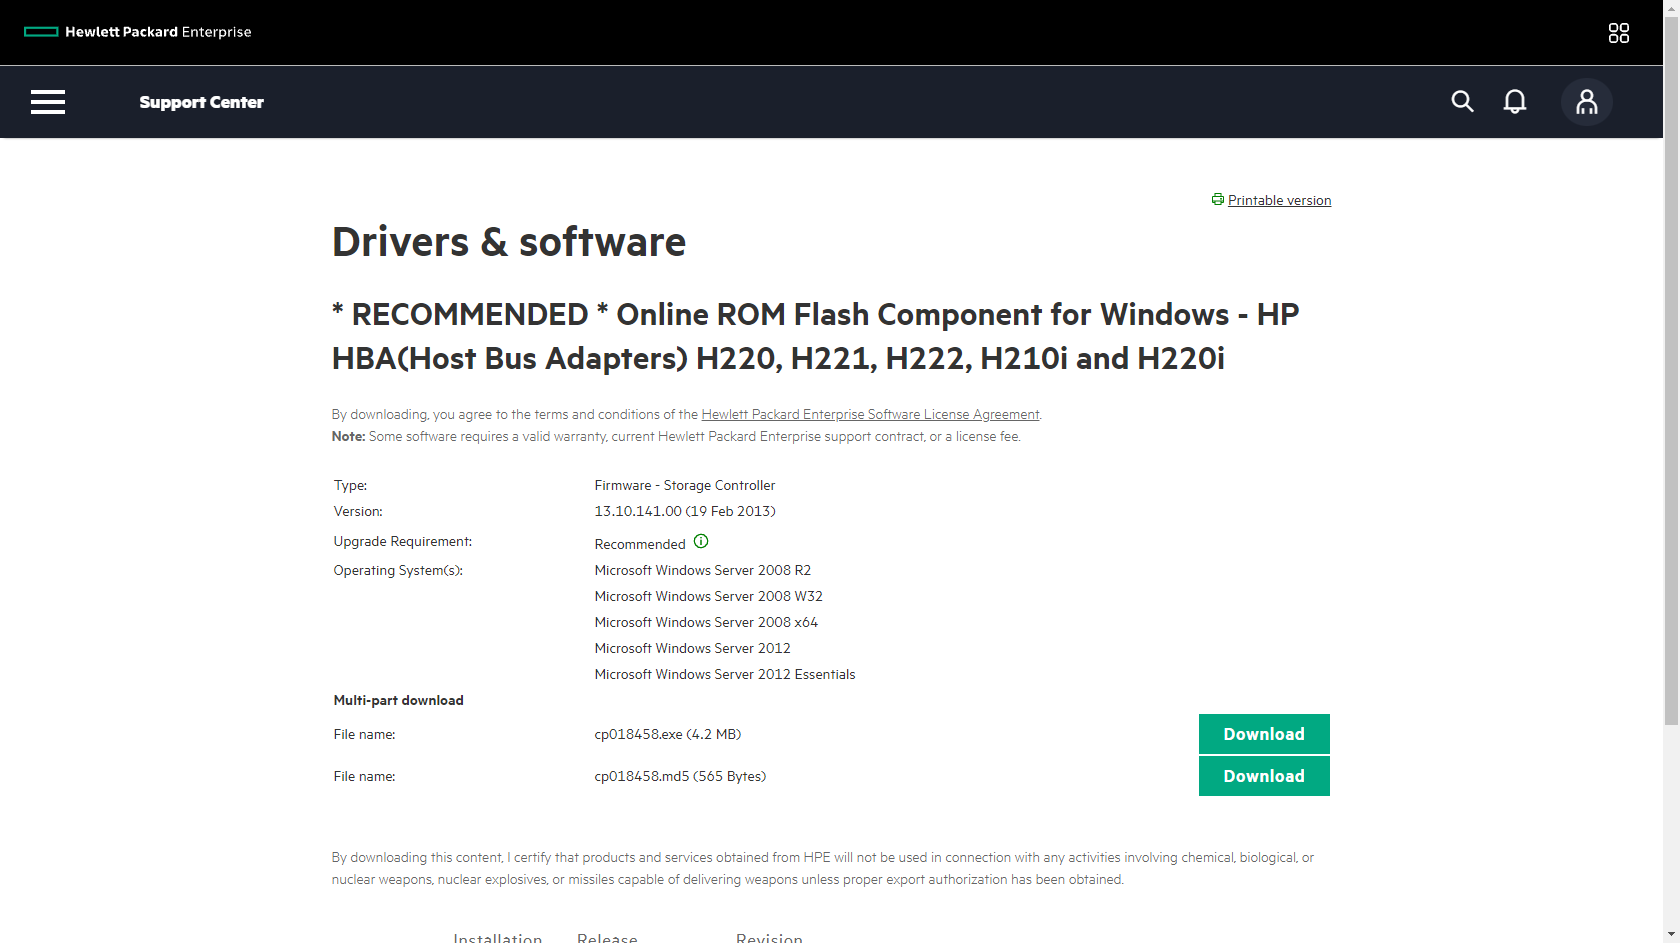 Hewlett Packard Enterprise
Support Center
Printable version
Drivers & software
* RECOMMENDED * Online ROM Flash Component for Windows - HP
HBA(Host Bus Adapters) H220, H221, H222, H210i and H220i
By downloading, you agree to the terms and conditions of the Hewlett Packard Enterprise Software License Agreement.
Note: Some software requires a valid warranty, current Hewlett Packard Enterprise support contract, or a license fee.
Type: Firmware - Storage Controller
Version: 13.10.141.00 (19 Feb 2013)
Upgrade Requirement: Recommended
Operating System(s): Microsoft Windows Server 2008 R2
Microsoft Windows Server 2008 W32
Microsoft Windows Server 2008 x64
Microsoft Windows Server 2012
Microsoft Windows Server 2012 Essentials
Multi-part download
File name: cp018458.exe (4.2 MB) Download
File name: cp018458.md5 (565 Bytes) Download
By downloading this content, I certify that products and services obtained from HPE will not be used in connection with any activities involving chemical, biological, or
nuclear weapons, nuclear explosives, or missiles capable of delivering weapons unless proper export authorization has been obtained.
Installation Release Revision